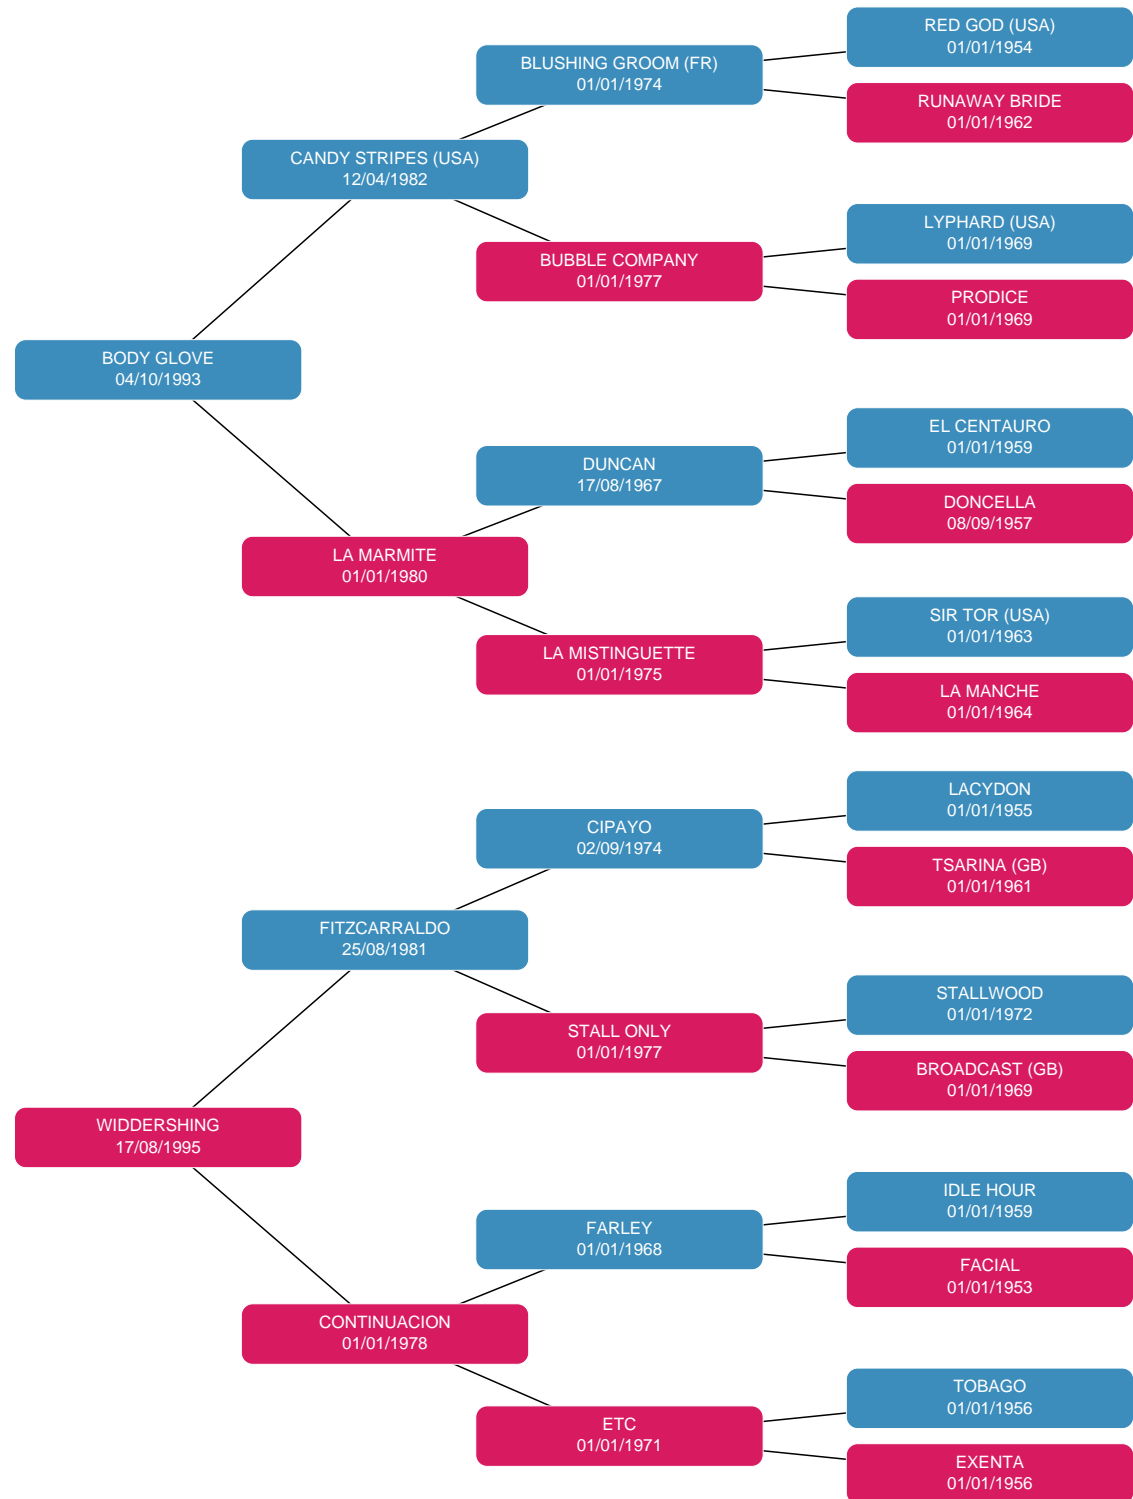 RED GOD (USA)
01/01/1954
BLUSHING GROOM (FR)
01/01/1974
RUNAWAY BRIDE
01/01/1962
CANDY STRIPES (USA)
12/04/1982
LYPHARD (USA)
01/01/1969
BUBBLE COMPANY
01/01/1977
PRODICE
01/01/1969
BODY GLOVE
04/10/1993
EL CENTAURO
01/01/1959
DUNCAN
17/08/1967
DONCELLA
08/09/1957
LA MARMITE
01/01/1980
SIR TOR (USA)
01/01/1963
LA MISTINGUETTE
01/01/1975
LA MANCHE
01/01/1964
LACYDON
01/01/1955
CIPAYO
02/09/1974
TSARINA (GB)
01/01/1961
FITZCARRALDO
25/08/1981
STALLWOOD
01/01/1972
STALL ONLY
01/01/1977
BROADCAST (GB)
01/01/1969
WIDDERSHING
17/08/1995
IDLE HOUR
01/01/1959
FARLEY
01/01/1968
FACIAL
01/01/1953
CONTINUACION
01/01/1978
TOBAGO
01/01/1956
ETC
01/01/1971
EXENTA
01/01/1956